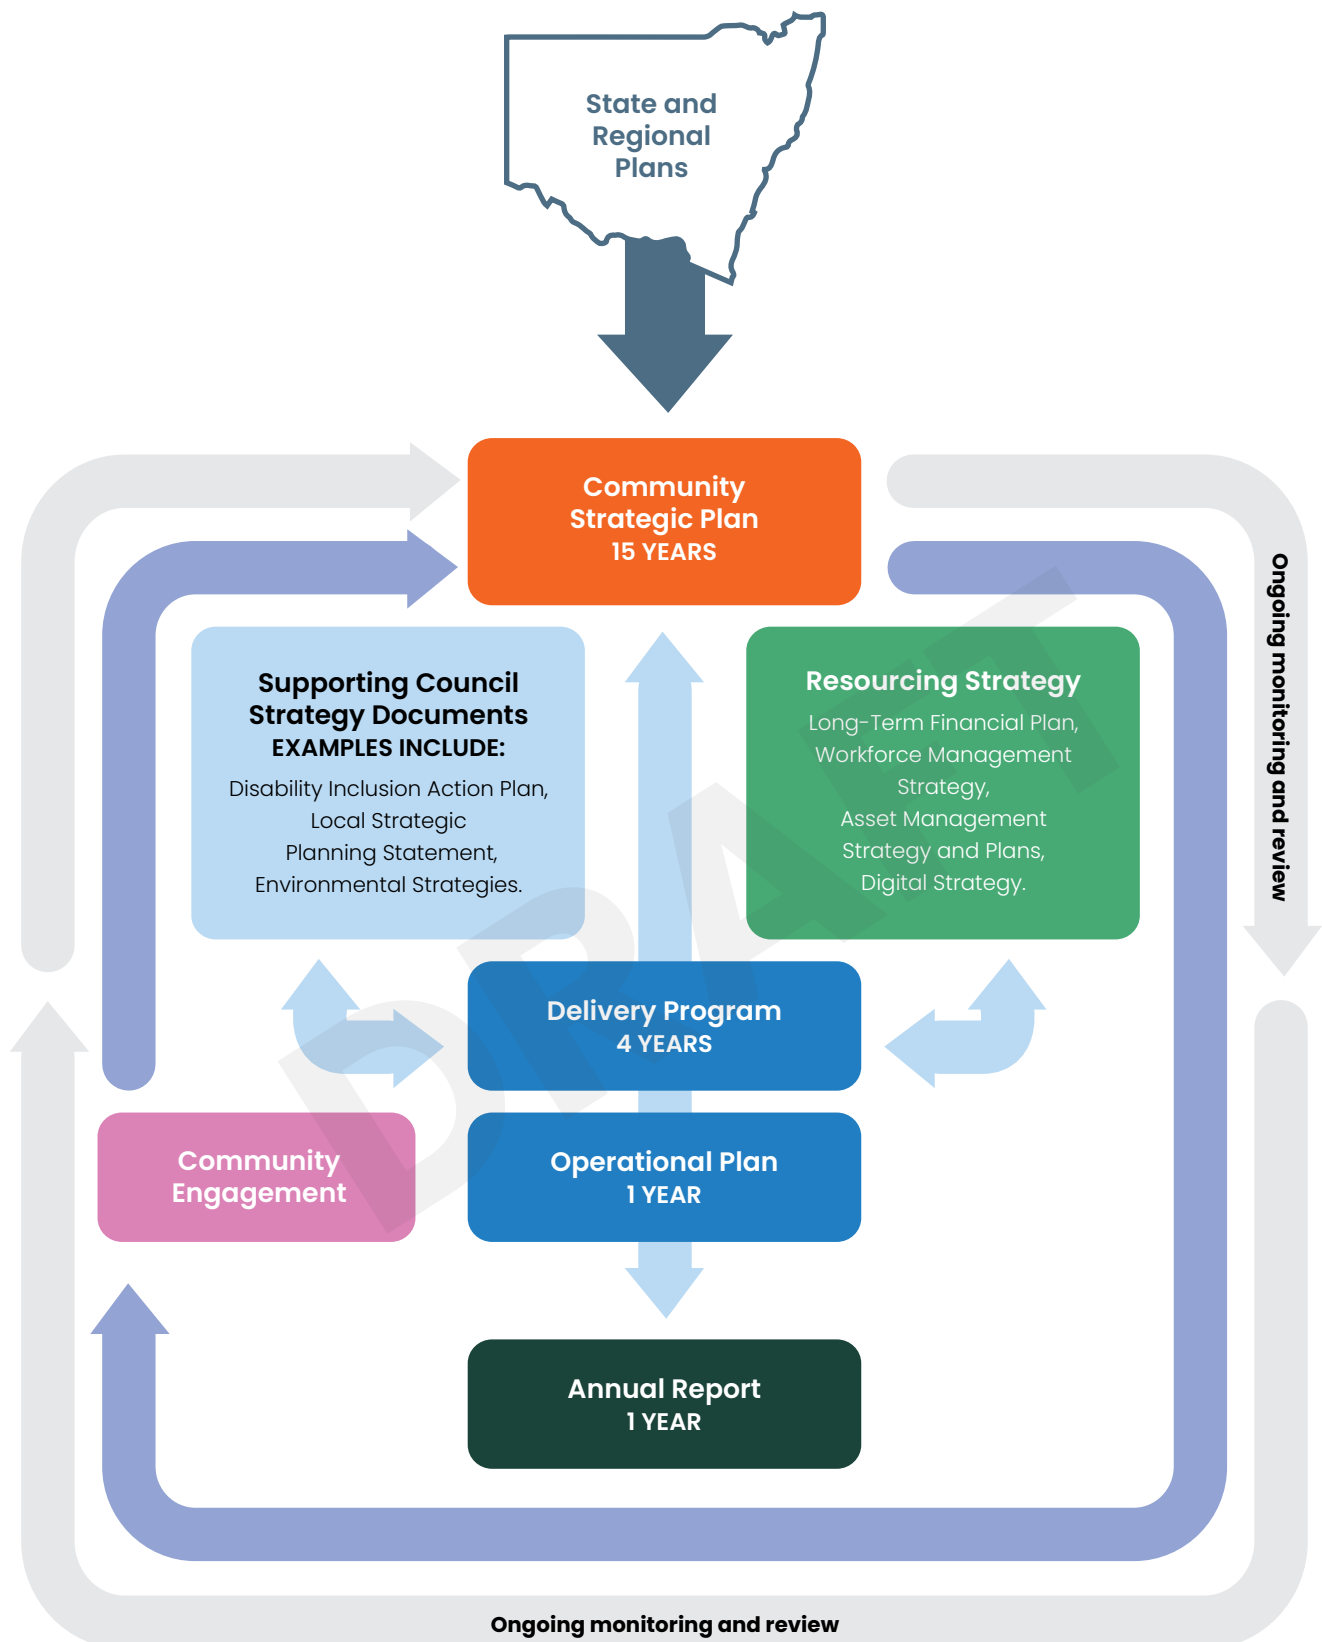 State and
Regional
Plans
Community
Strategic Plan
15 YEARS
Supporting Council
Strategy Documents
EXAMPLES INCLUDE:
Disability Inclusion Action Plan,
Local Strategic
Planning Statement,
Environmental Strategies.
Resourcing Strategy
Long-Term Financial Plan,
Workforce Management
Strategy,
Asset Management
Strategy and Plans,
Digital Strategy.
Ongoing monitoring and review
Delivery Program
4 YEARS
Community
Engagement
Operational Plan
1 YEAR
Annual Report
1 YEAR
Ongoing monitoring and review
DRAFT